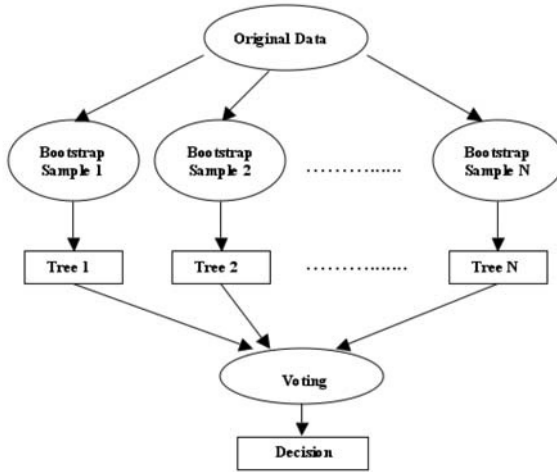 Original Data
Bootstrap
Sample 1
Bootstrap
Sample 2
Bootstrap
Sample N
Tree 1
Tree 2
Tree N
Voting
Decision